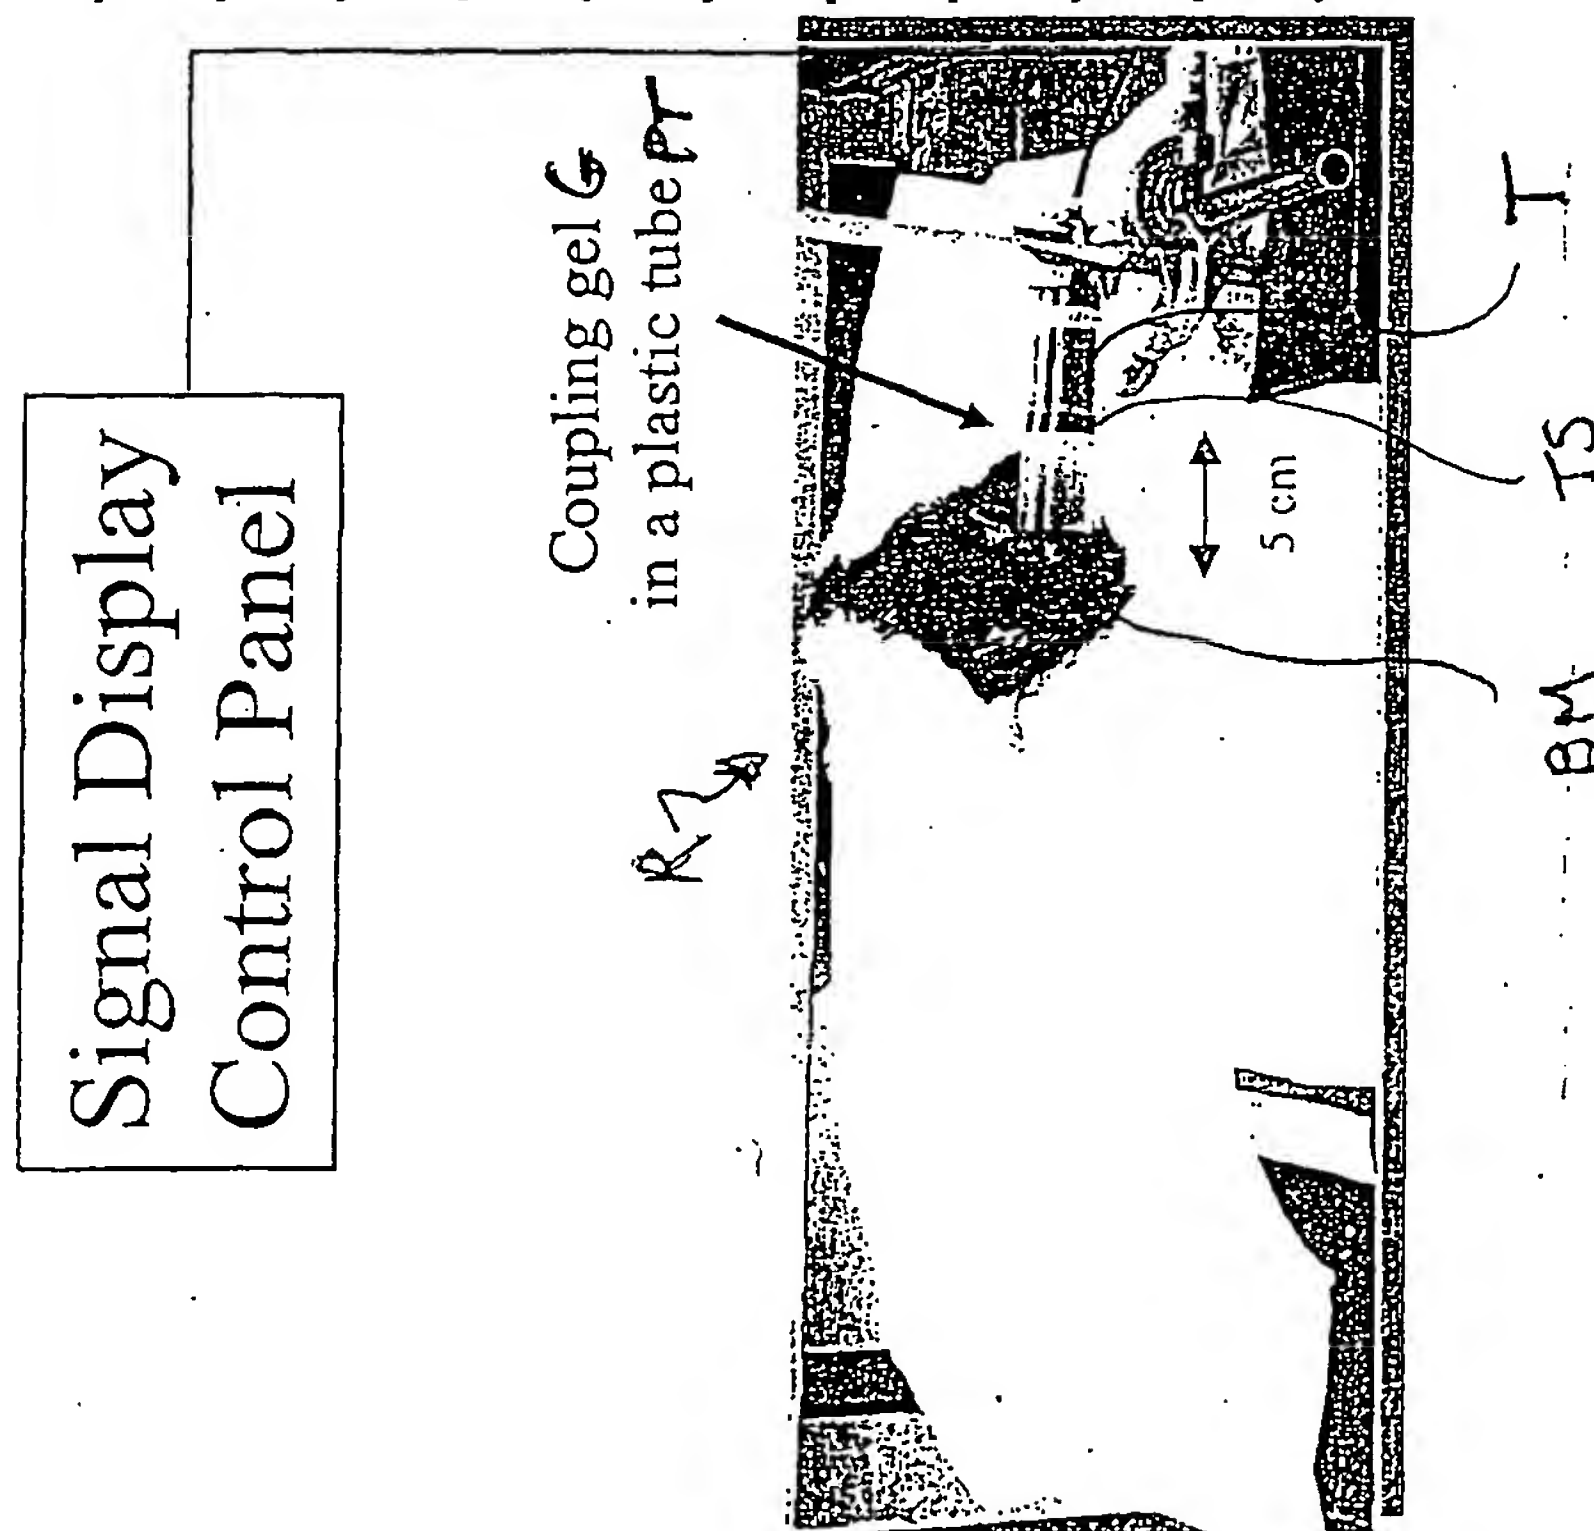 Signal Display
Control Panel
Coupling gel G
in a plastic tube PT
R
5 cm
T
TS
BM